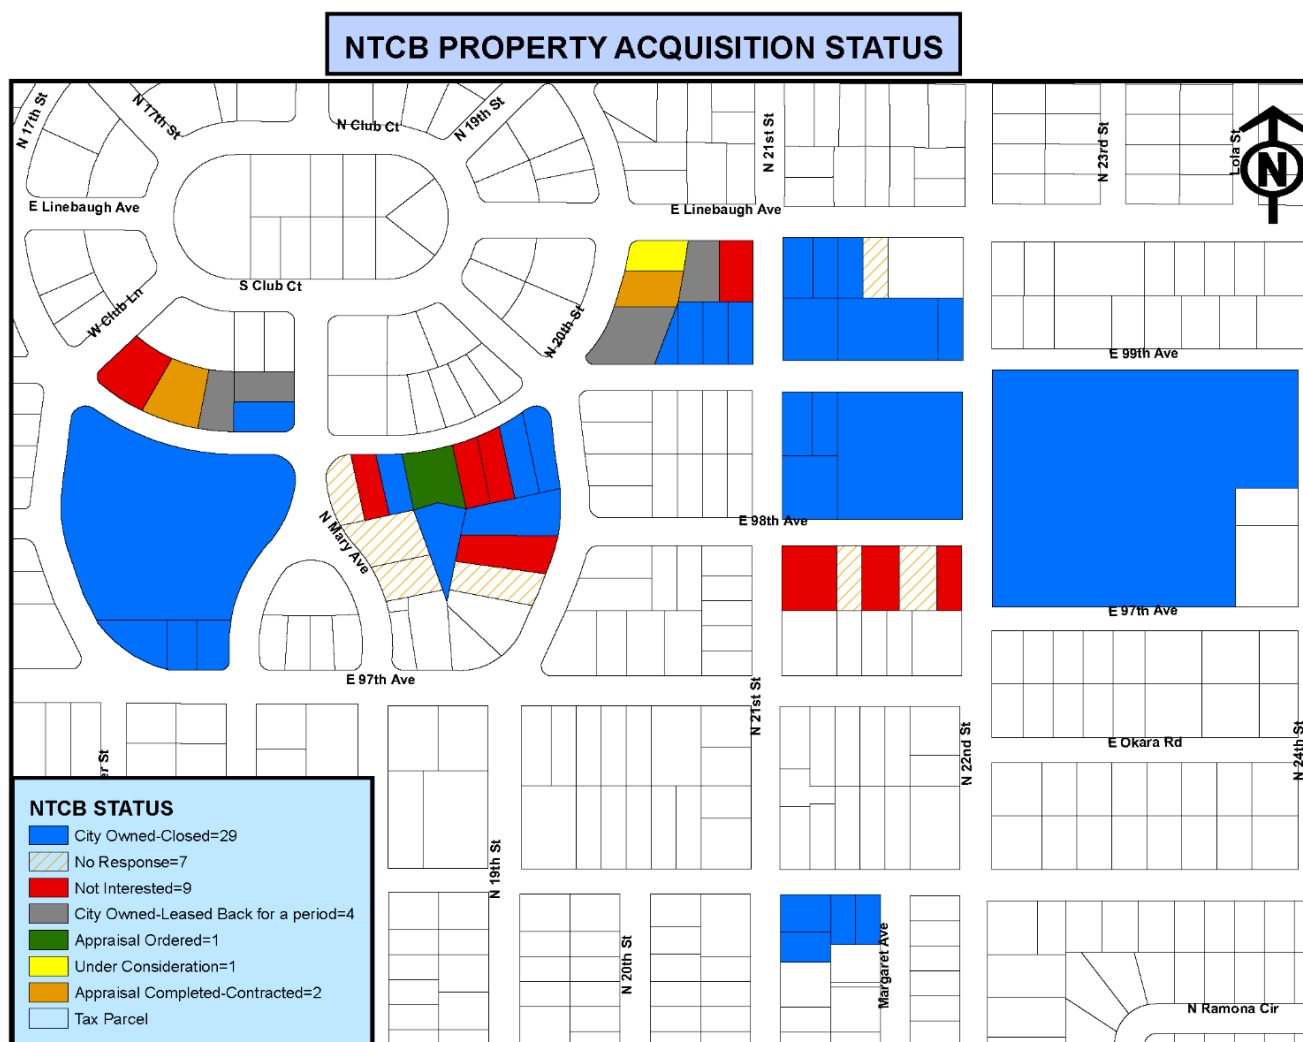 NTCB PROPERTY ACQUISITION STATUS
N 17th St
N 17th St
N Club Ct
N 19th St
N 21st St
N 23rd St
Lola St
N
E Linebaugh Ave
E Linebaugh Ave
S Club Ct
W Club Ln
N 20th St
E 99th Ave
N Mary Ave
E 98th Ave
E 97th Ave
E 97th Ave
N 21st St
N 22nd St
E Okara Rd
N 24th St
er St
N 19th St
N 20th St
Margaret Ave
N Ramona Cir
NTCB STATUS
City Owned-Closed=29
No Response=7
Not Interested=9
City Owned-Leased Back for a period=4
Appraisal Ordered=1
Under Consideration=1
Appraisal Completed-Contracted=2
Tax Parcel